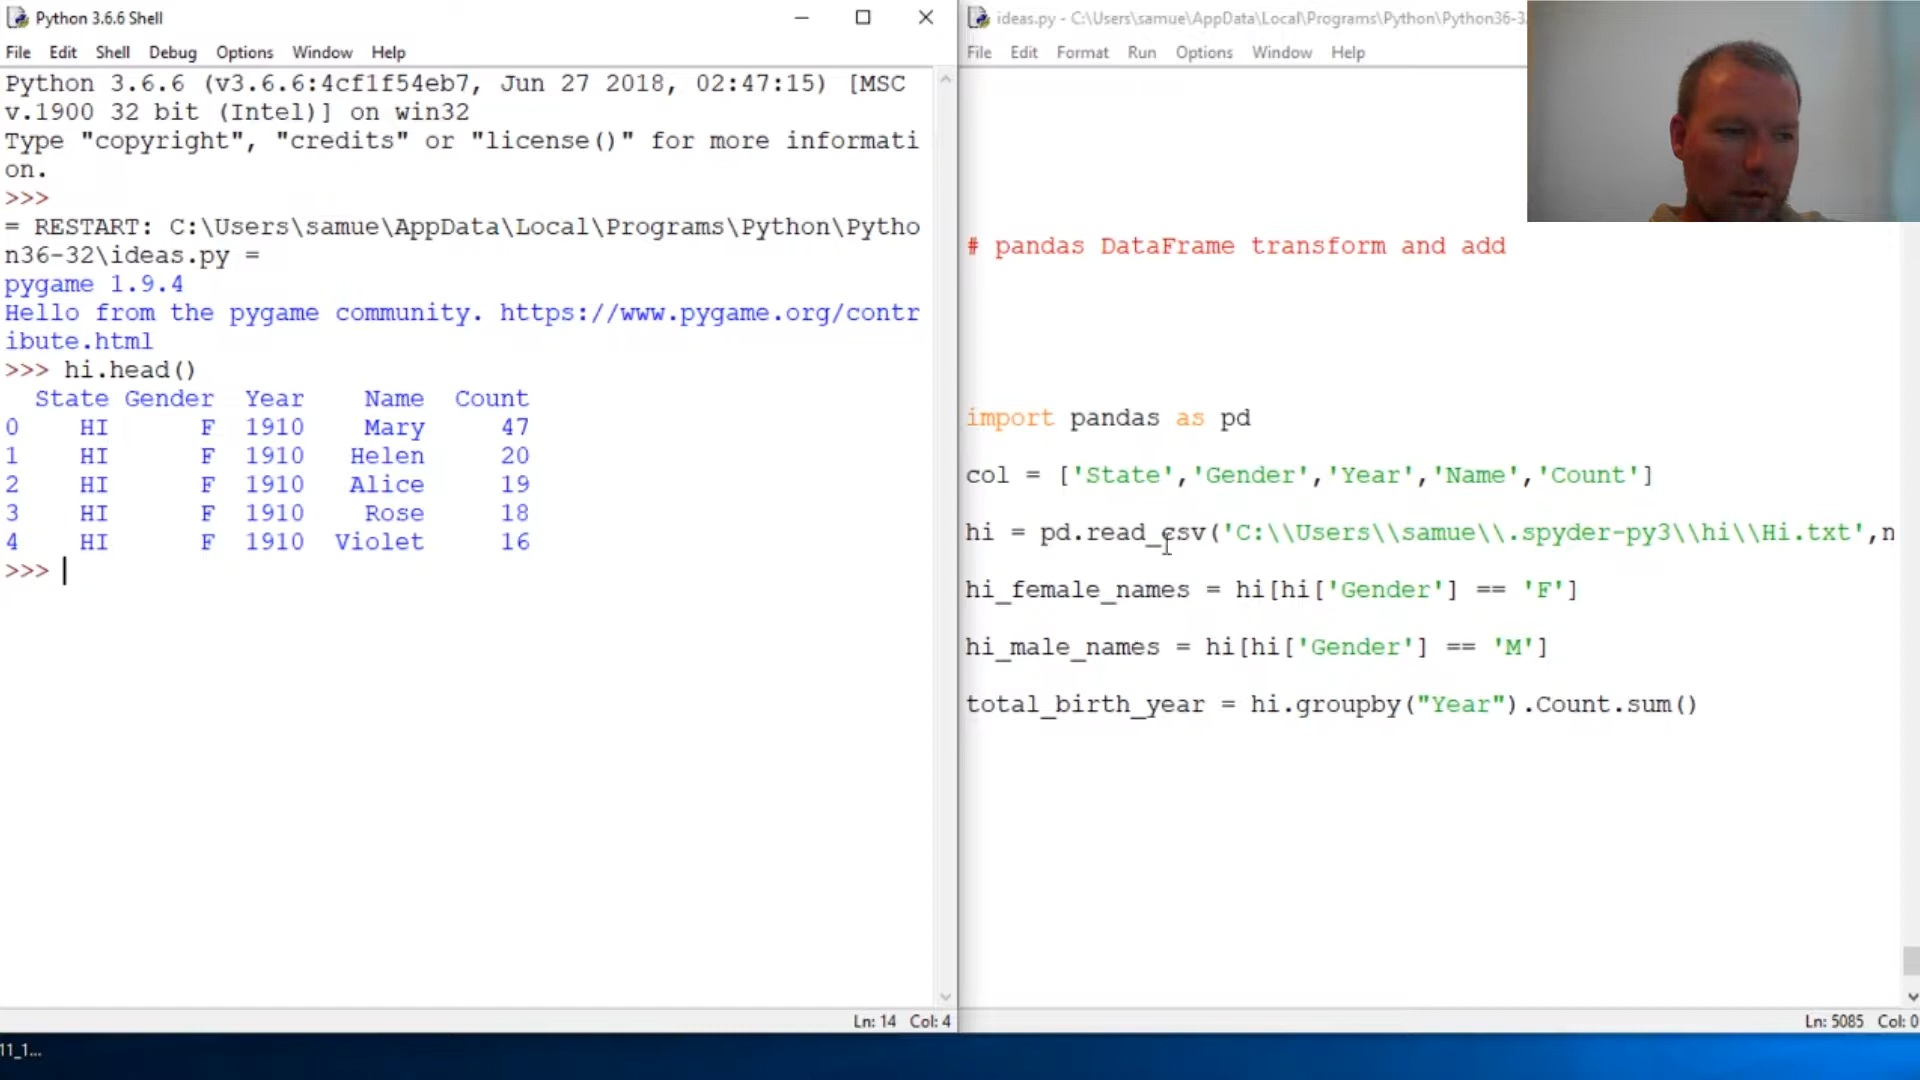 Python 3.6.6 Shell
File Edit Shell Debug Options Window Help
Python 3.6.6 (v3.6.6:4cf1f54eb7, Jun 27 2018, 02:47:15) [MSC
v.1900 32 bit (Intel)] on win32
Type "copyright", "credits" or "license()" for more informati
on.
>>>
= RESTART: C:\Users\samue\AppData\Local\Programs\Python\Pytho
n36-32\ideas.py =
pygame 1.9.4
Hello from the pygame community. https://www.pygame.org/contr
ibute.html
>>> hi.head()
State Gender Year Name Count
0 HI F 1910 Mary 47
1 HI F 1910 Helen 20
2 HI F 1910 Alice 19
3 HI F 1910 Rose 18
4 HI F 1910 Violet 16
>>>
Ln: 14 Col: 4
ideas.py - C:\Users\samue\AppData\Local\Programs\Python\Python36-3
File Edit Format Run Options Window Help
# pandas DataFrame transform and add
import pandas as pd
col = ['State','Gender','Year','Name','Count']
hi = pd.read_csv('C:\\Users\\samue\\.spyder-py3\\hi\\Hi.txt',n
hi_female_names = hi[hi['Gender'] == 'F']
hi_male_names = hi[hi['Gender'] == 'M']
total_birth_year = hi.groupby("Year").Count.sum()
Ln: 5085 Col: 0
11_1...